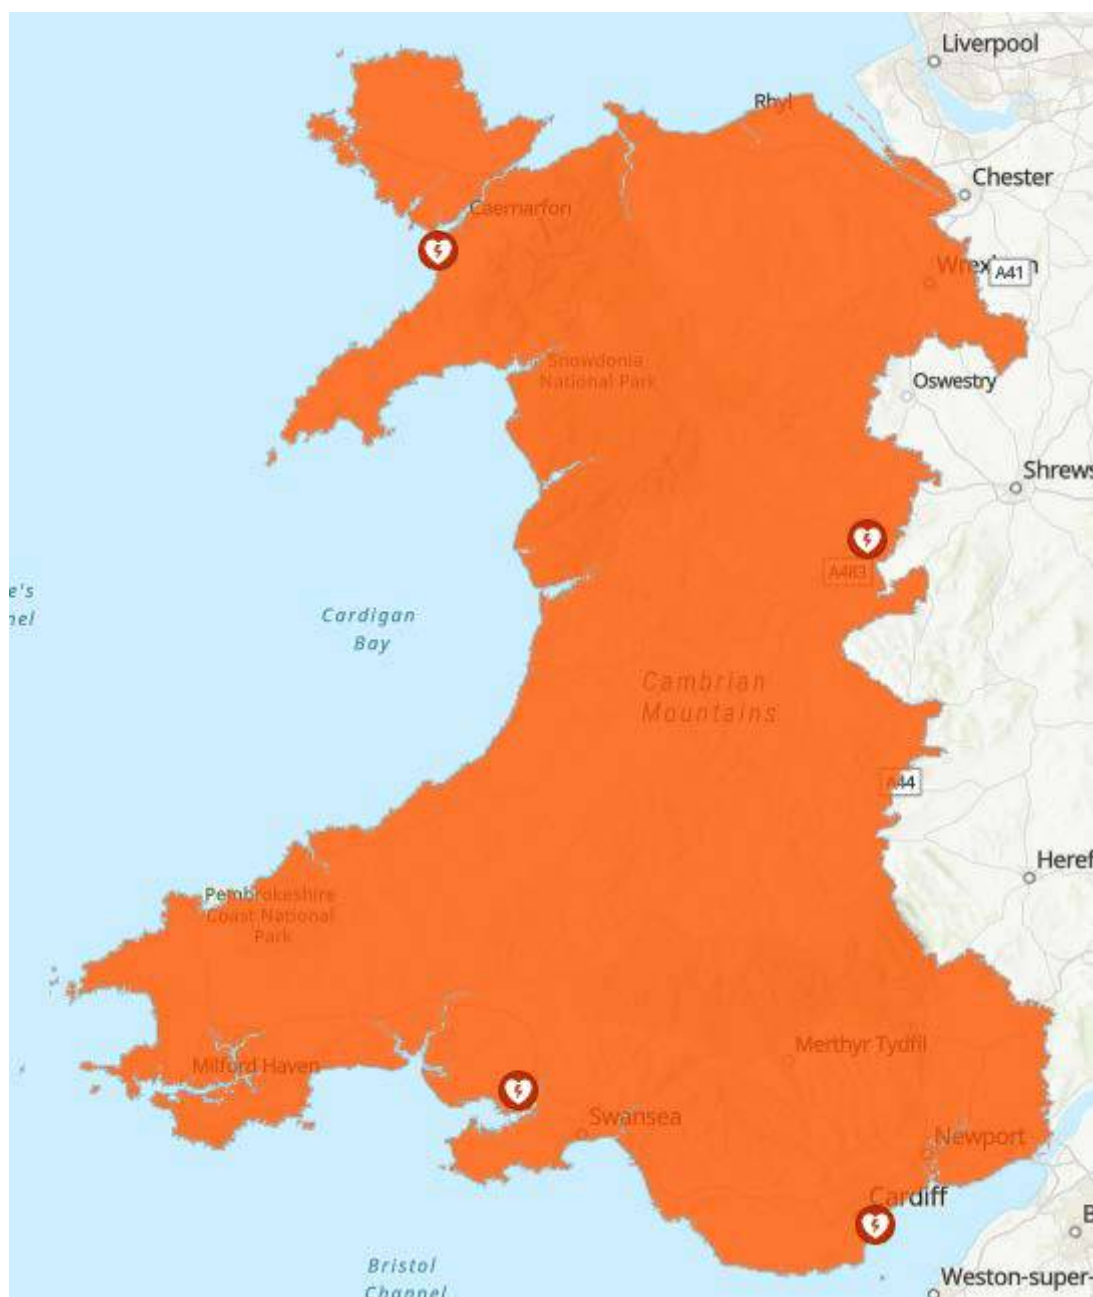 Liverpool
Rhyl
Chester
Caernarfon
Wrexham
A41
Snowdonia
National Park
Oswestry
Shrews
A483
e's
nel
Cardigan
Bay
Cambrian
Mountains
A44
Heref
Pembrokeshire
Coast National
Park
Merthyr Tydfil
Milford Haven
Swansea
Newport
Cardiff
B
Bristol
Channel
Weston-super-